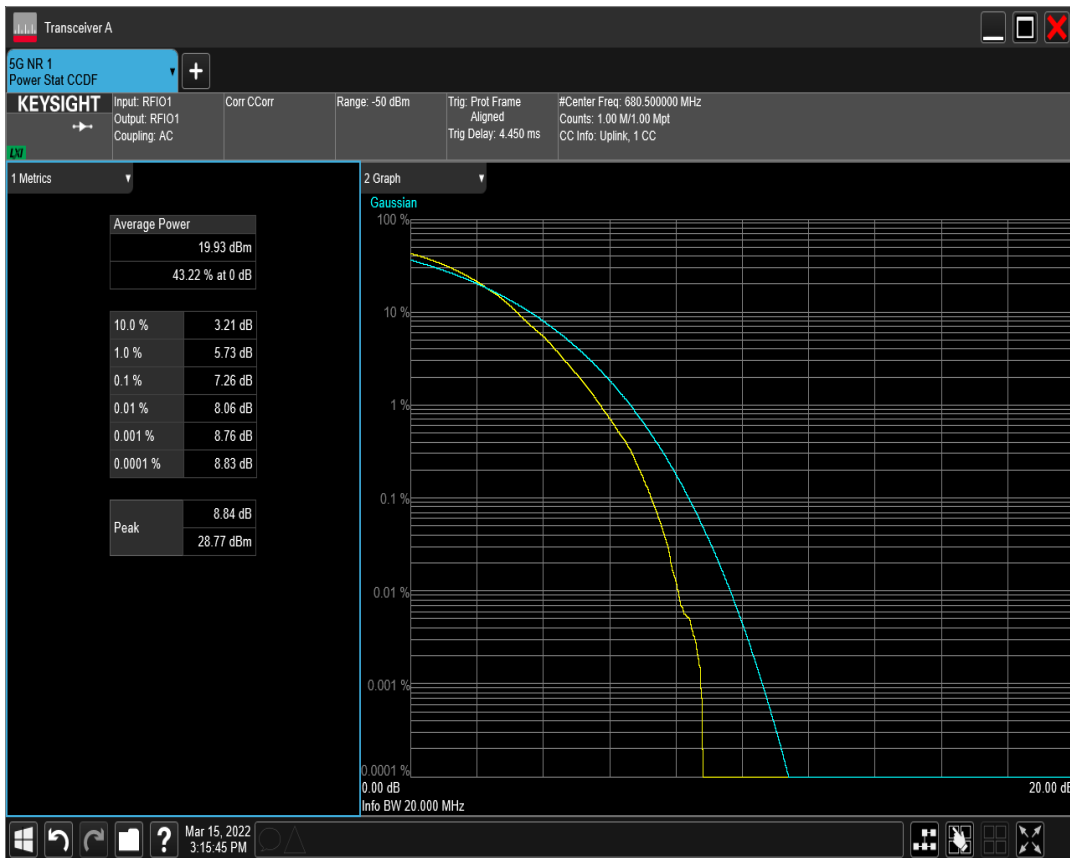 Transceiver A
5G NR 1
Power Stat CCDF
+
KEYSIGHT
LXI
Input: RFIO1
Output: RFIO1
Coupling: AC
Corr CCorr
Range: -50 dBm
Trig: Prot Frame
Aligned
Trig Delay: 4.450 ms
#Center Freq: 680.500000 MHz
Counts: 1.00 M/1.00 Mpt
CC Info: Uplink, 1 CC
1 Metrics
Average Power
19.93 dBm
43.22 % at 0 dB
10.0 % 3.21 dB
1.0 % 5.73 dB
0.1 % 7.26 dB
0.01 % 8.06 dB
0.001 % 8.76 dB
0.0001 % 8.83 dB
Peak
8.84 dB
28.77 dBm
2 Graph
Gaussian
100 %
10 %
1 %
0.1 %
0.01 %
0.001 %
0.0001 %
0.00 dB
20.00 dB
Info BW 20.000 MHz
?
Mar 15, 2022
3:15:45 PM